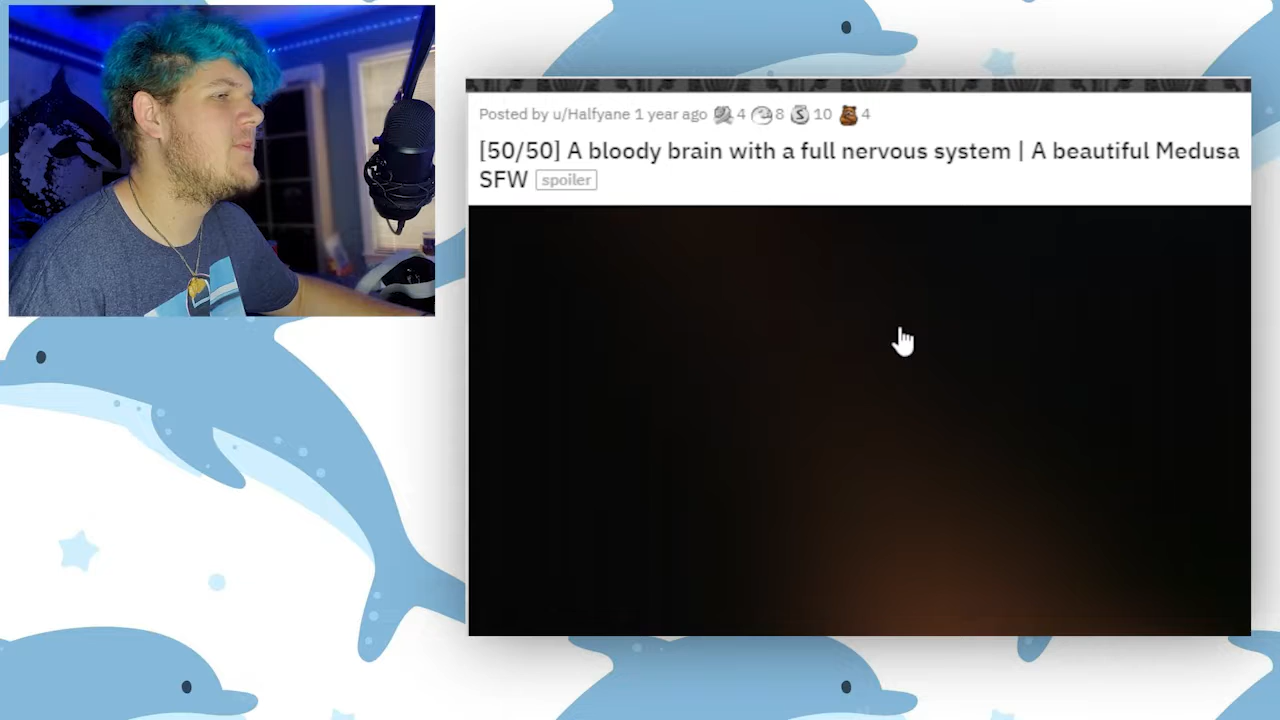 Posted by u/Halfyane 1 year ago 4 8 10 4
[50/50] A bloody brain with a full nervous system | A beautiful Medusa
SFW spoiler